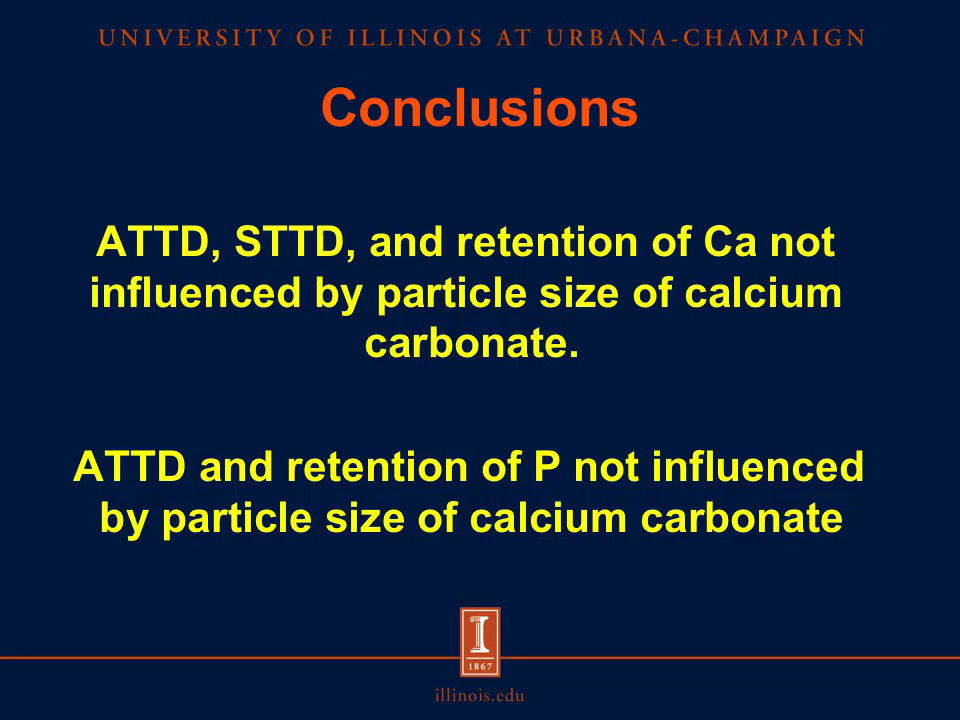 UNIVERSITY OF ILLINOIS AT URBANA-CHAMPAIGN
Conclusions
ATTD, STTD, and retention of Ca not
influenced by particle size of calcium
carbonate.
ATTD and retention of P not influenced
by particle size of calcium carbonate
I
1867
illinois.edu